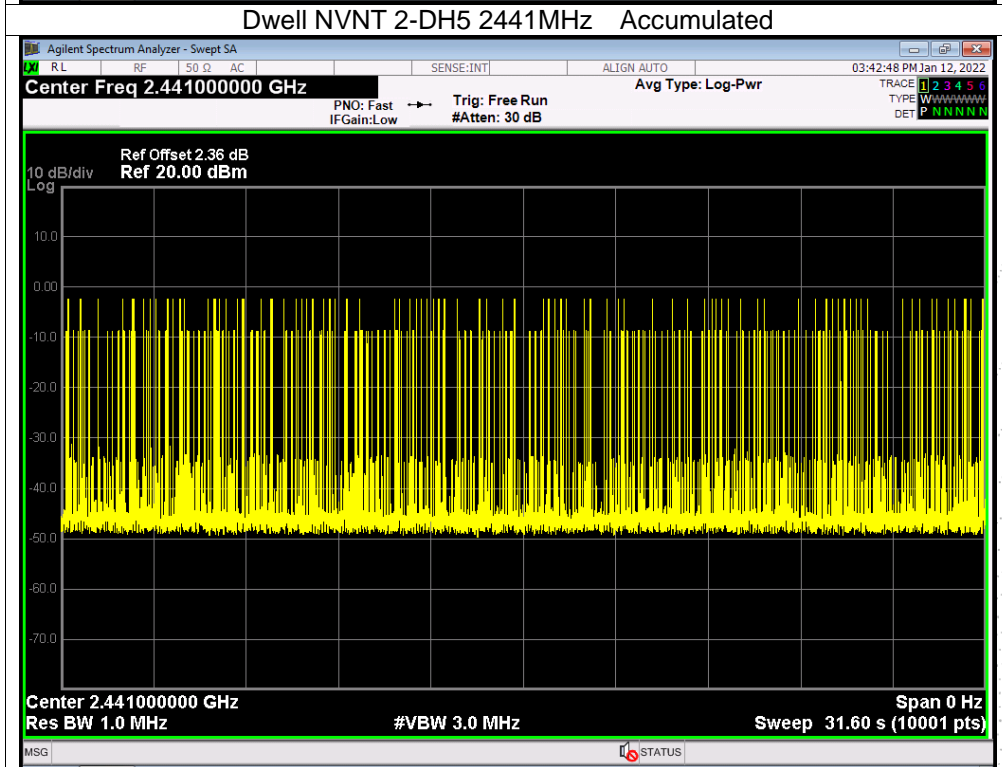 Dwell NVNT 2-DH5 2441MHz Accumulated
Agilent Spectrum Analyzer - Swept SA
LXI RL RF 50 Ω AC SENSE:INT ALIGN AUTO 03:42:48 PM Jan 12, 2022
Center Freq 2.441000000 GHz
Avg Type: Log-Pwr
TRACE 1 2 3 4 5 6
TYPE WWWWWW
DET P N N N N N
PNO: Fast
IFGain:Low
Trig: Free Run
#Atten: 30 dB
Ref Offset 2.36 dB
10 dB/div Ref 20.00 dBm
Log
10.0
0.00
-10.0
-20.0
-30.0
-40.0
-50.0
-60.0
-70.0
Center 2.441000000 GHz Span 0 Hz
Res BW 1.0 MHz #VBW 3.0 MHz Sweep 31.60 s (10001 pts)
MSG STATUS